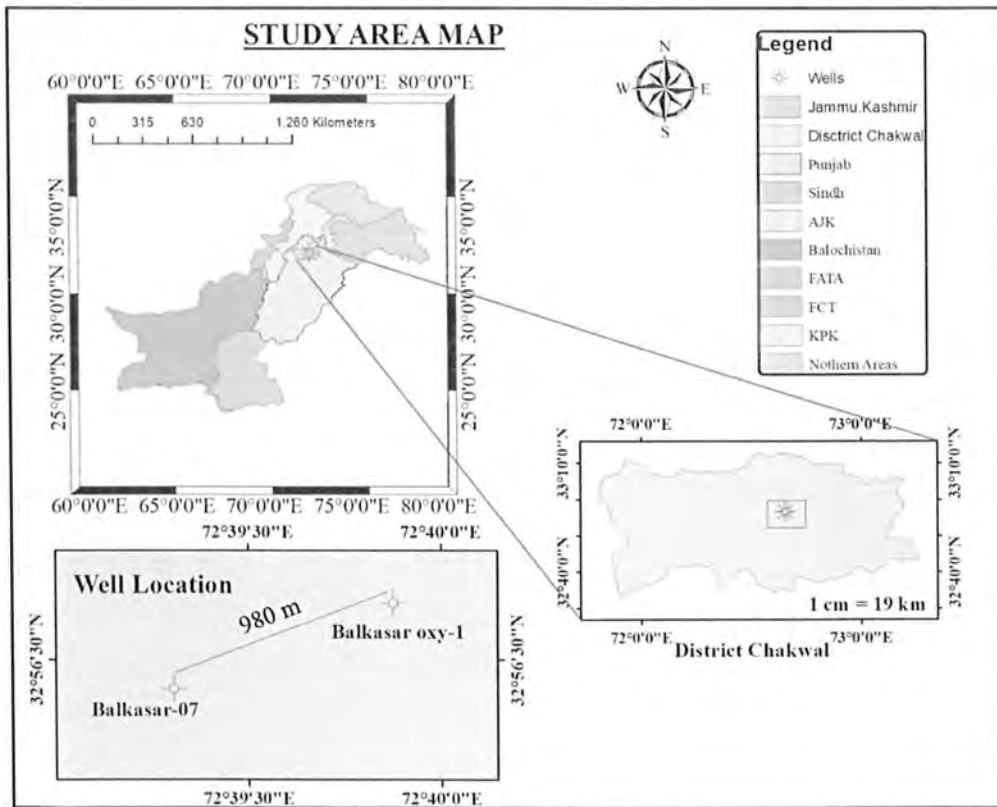 STUDY AREA MAP
60°0'0"E 65°0'0"E 70°0'0"E 75°0'0"E 80°0'0"E
0 315 630 1,260 Kilometers
35°0'0"N
30°0'0"N
25°0'0"N
35°0'0"N
30°0'0"N
25°0'0"N
60°0'0"E 65°0'0"E 70°0'0"E 75°0'0"E 80°0'0"E
N
W E
S
Legend
Wells
Jammu.Kashmir
Disctrict Chakwal
Punjab
Sindh
AJK
Balochistan
FATA
FCT
KPK
Nothern Areas
72°0'0"E 73°0'0"E
33°10'0"N
32°40'0"N
33°10'0"N
32°40'0"N
1 cm = 19 km
72°0'0"E 73°0'0"E
District Chakwal
72°39'30"E 72°40'0"E
Well Location
980 m
Balkasar oxy-1
Balkasar-07
32°56'30"N
32°56'30"N
72°39'30"E 72°40'0"E